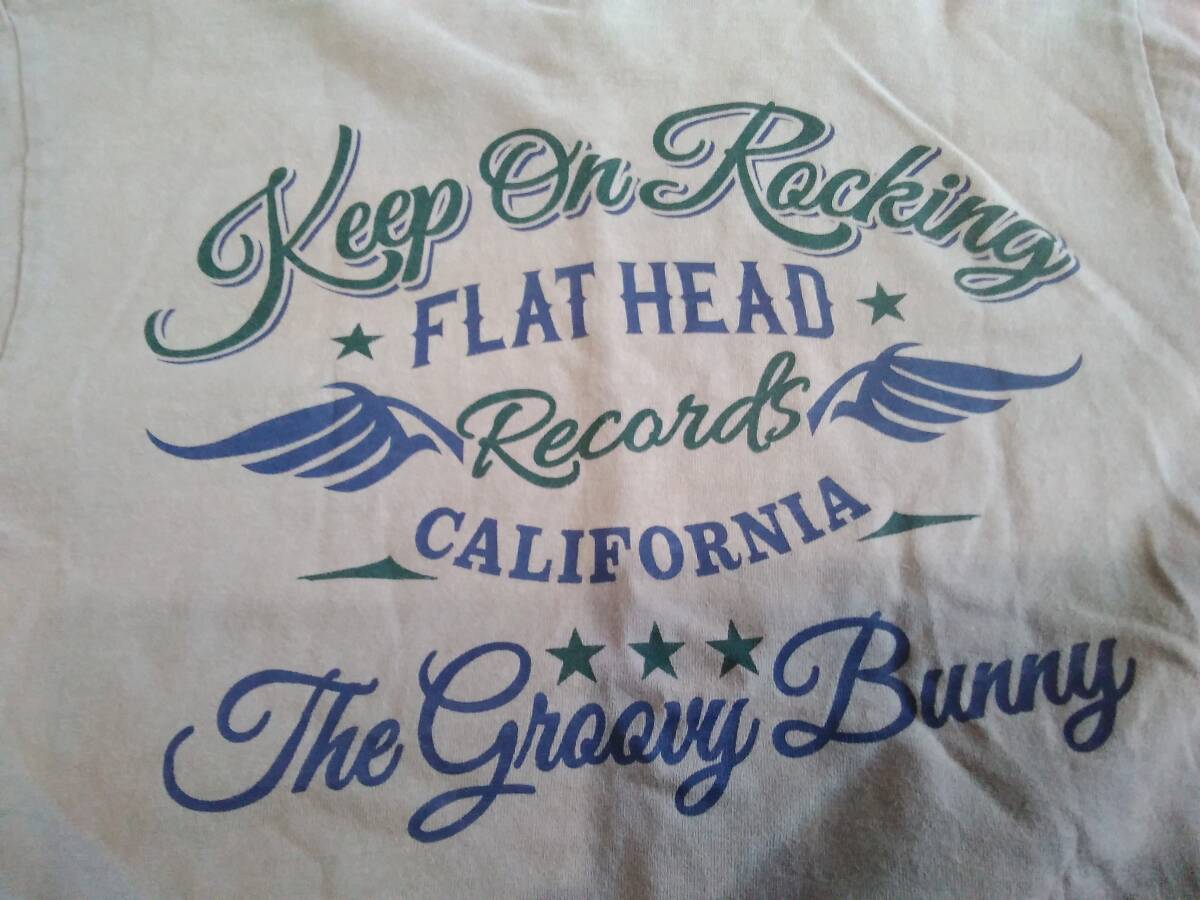 Keep On Rocking
FLAT HEAD
Records
CALIFORNIA
The Groovy Bunny